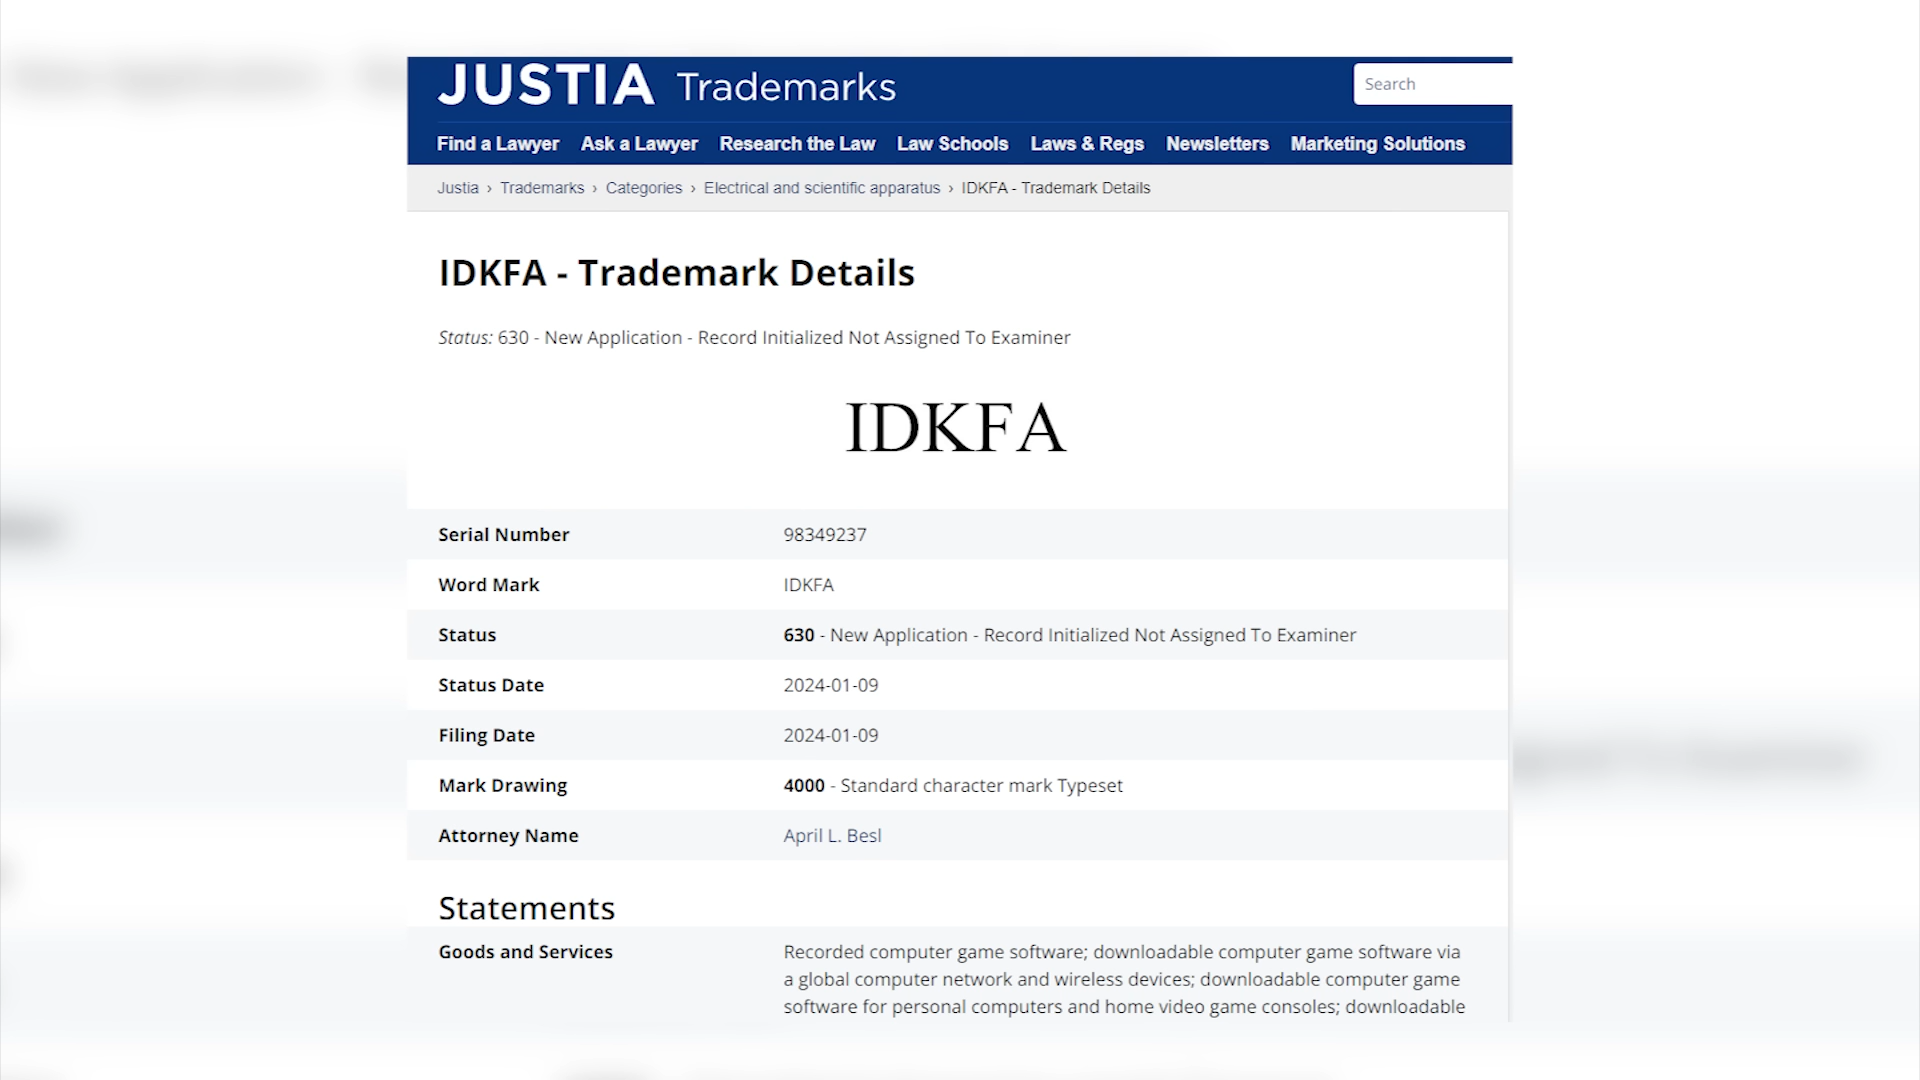 JUSTIA Trademarks
Search
Find a Lawyer Ask a Lawyer Research the Law Law Schools Laws & Regs Newsletters Marketing Solutions
Justia › Trademarks › Categories › Electrical and scientific apparatus › IDKFA - Trademark Details
IDKFA - Trademark Details
Status: 630 - New Application - Record Initialized Not Assigned To Examiner
IDKFA
Serial Number 98349237
Word Mark IDKFA
Status 630 - New Application - Record Initialized Not Assigned To Examiner
Status Date 2024-01-09
Filing Date 2024-01-09
Mark Drawing 4000 - Standard character mark Typeset
Attorney Name April L. Besl
Statements
Goods and Services Recorded computer game software; downloadable computer game software via
a global computer network and wireless devices; downloadable computer game
software for personal computers and home video game consoles; downloadable